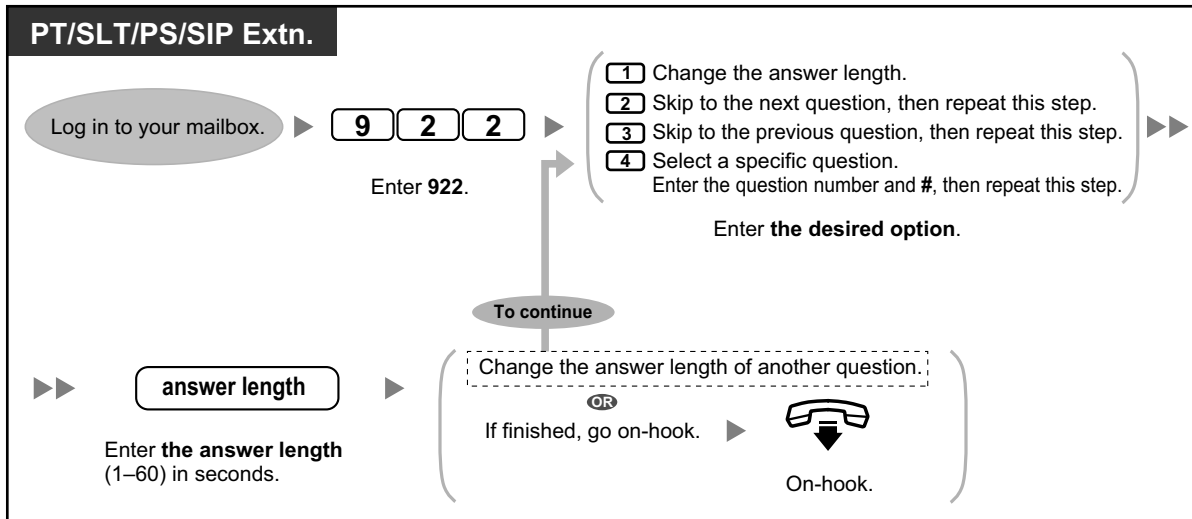 PT/SLT/PS/SIP Extn.
Log in to your mailbox.
9 2 2
Enter 922.
1 Change the answer length.
2 Skip to the next question, then repeat this step.
3 Skip to the previous question, then repeat this step.
4 Select a specific question.
Enter the question number and #, then repeat this step.
Enter the desired option.
To continue
answer length
Enter the answer length
(1–60) in seconds.
Change the answer length of another question.
OR
If finished, go on-hook.
On-hook.